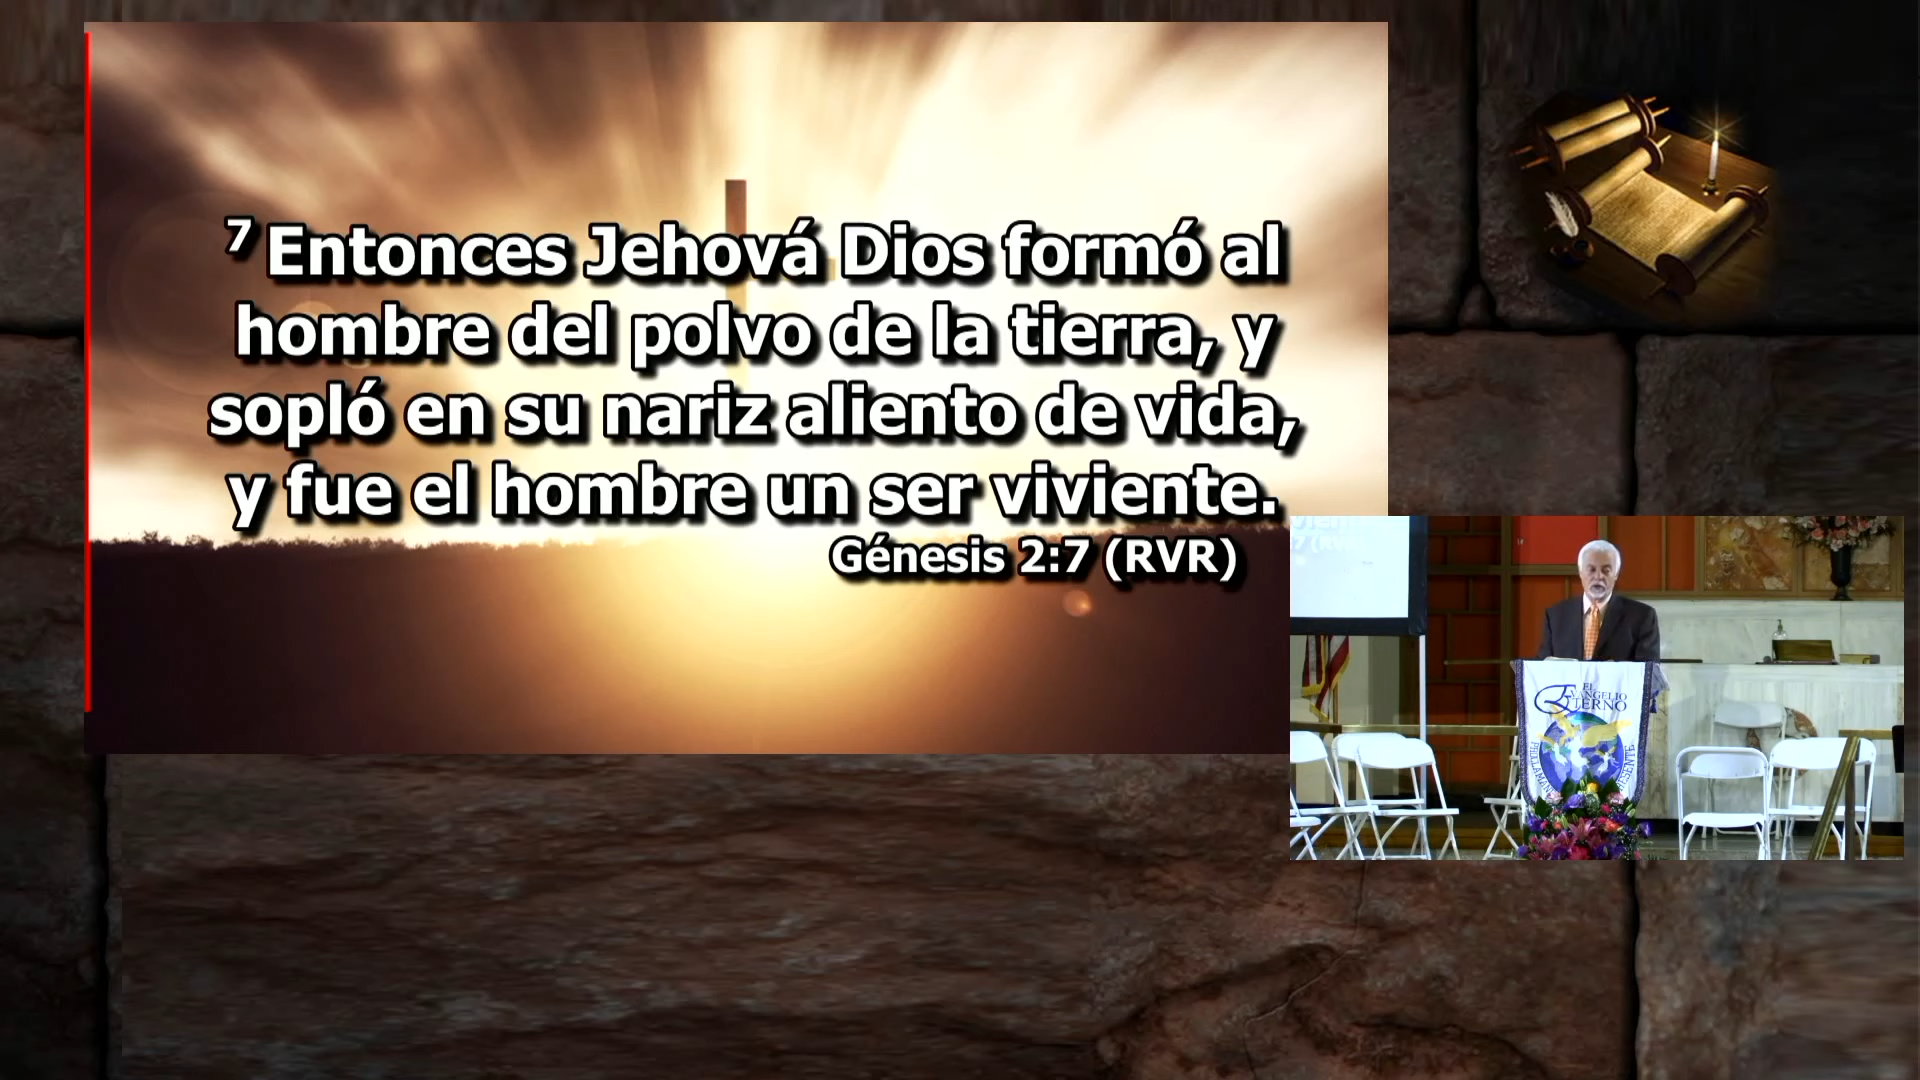 7 Entonces Jehová Dios formó al
hombre del polvo de la tierra, y
sopló en su nariz aliento de vida,
y fue el hombre un ser viviente.
Génesis 2:7 (RVR)
EL
EVANGELIO
ETERNO